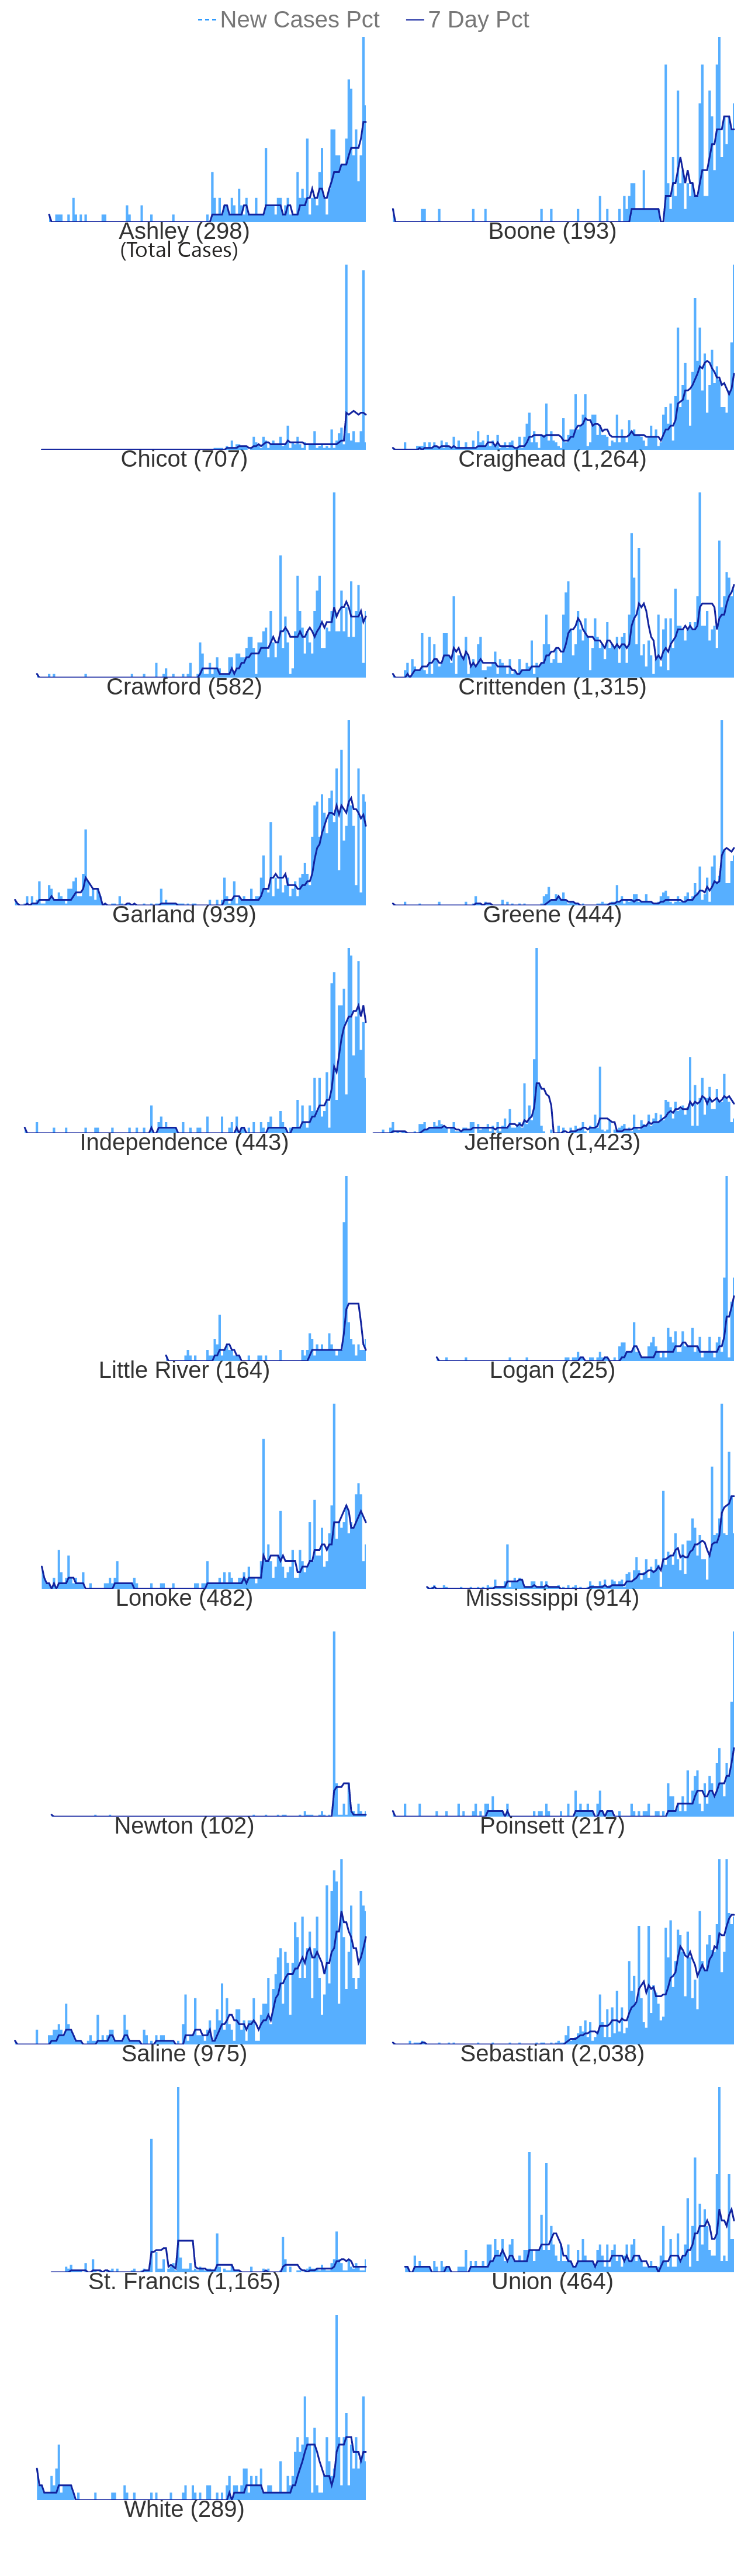 New Cases Pct 7 Day Pct
Ashley (298) Boone (193)
(Total Cases)
Chicot (707) Craighead (1,264)
Crawford (582) Crittenden (1,315)
Garland (939) Greene (444)
Independence (443) Jefferson (1,423)
Little River (164) Logan (225)
Lonoke (482) Mississippi (914)
Newton (102) Poinsett (217)
Saline (975) Sebastian (2,038)
St. Francis (1,165) Union (464)
White (289)